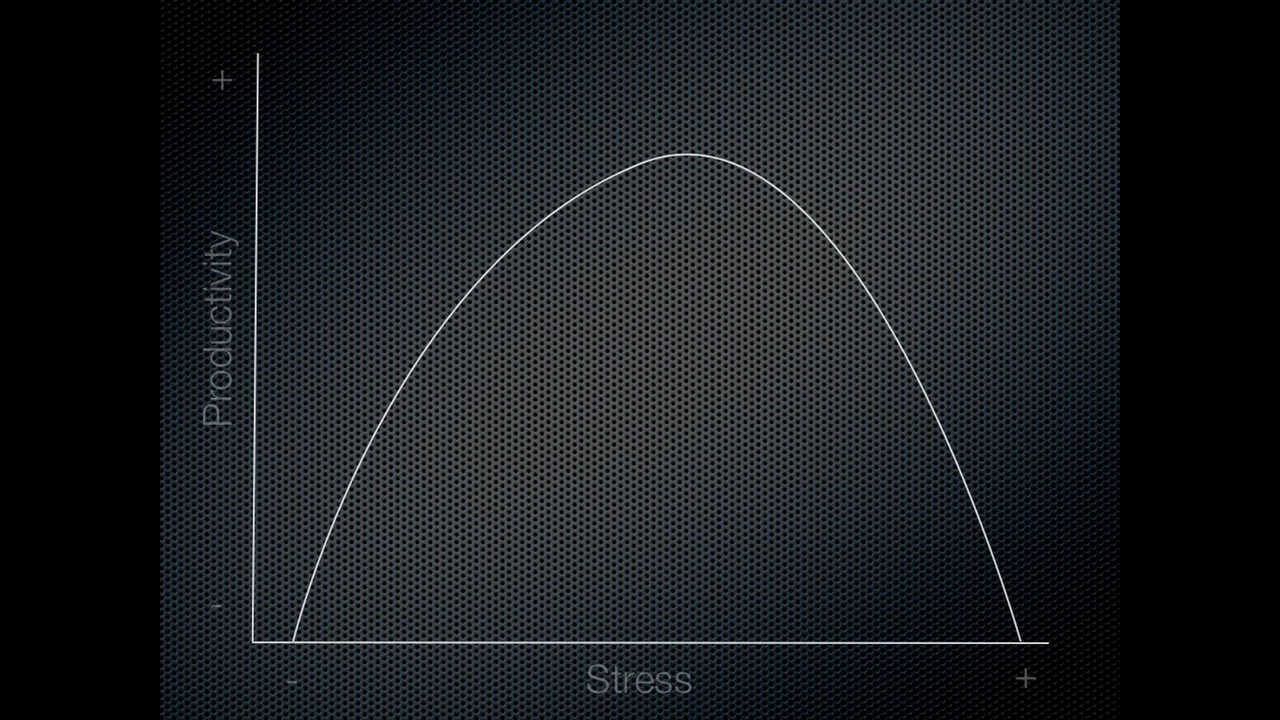 +
Productivity
-
-
Stress
+